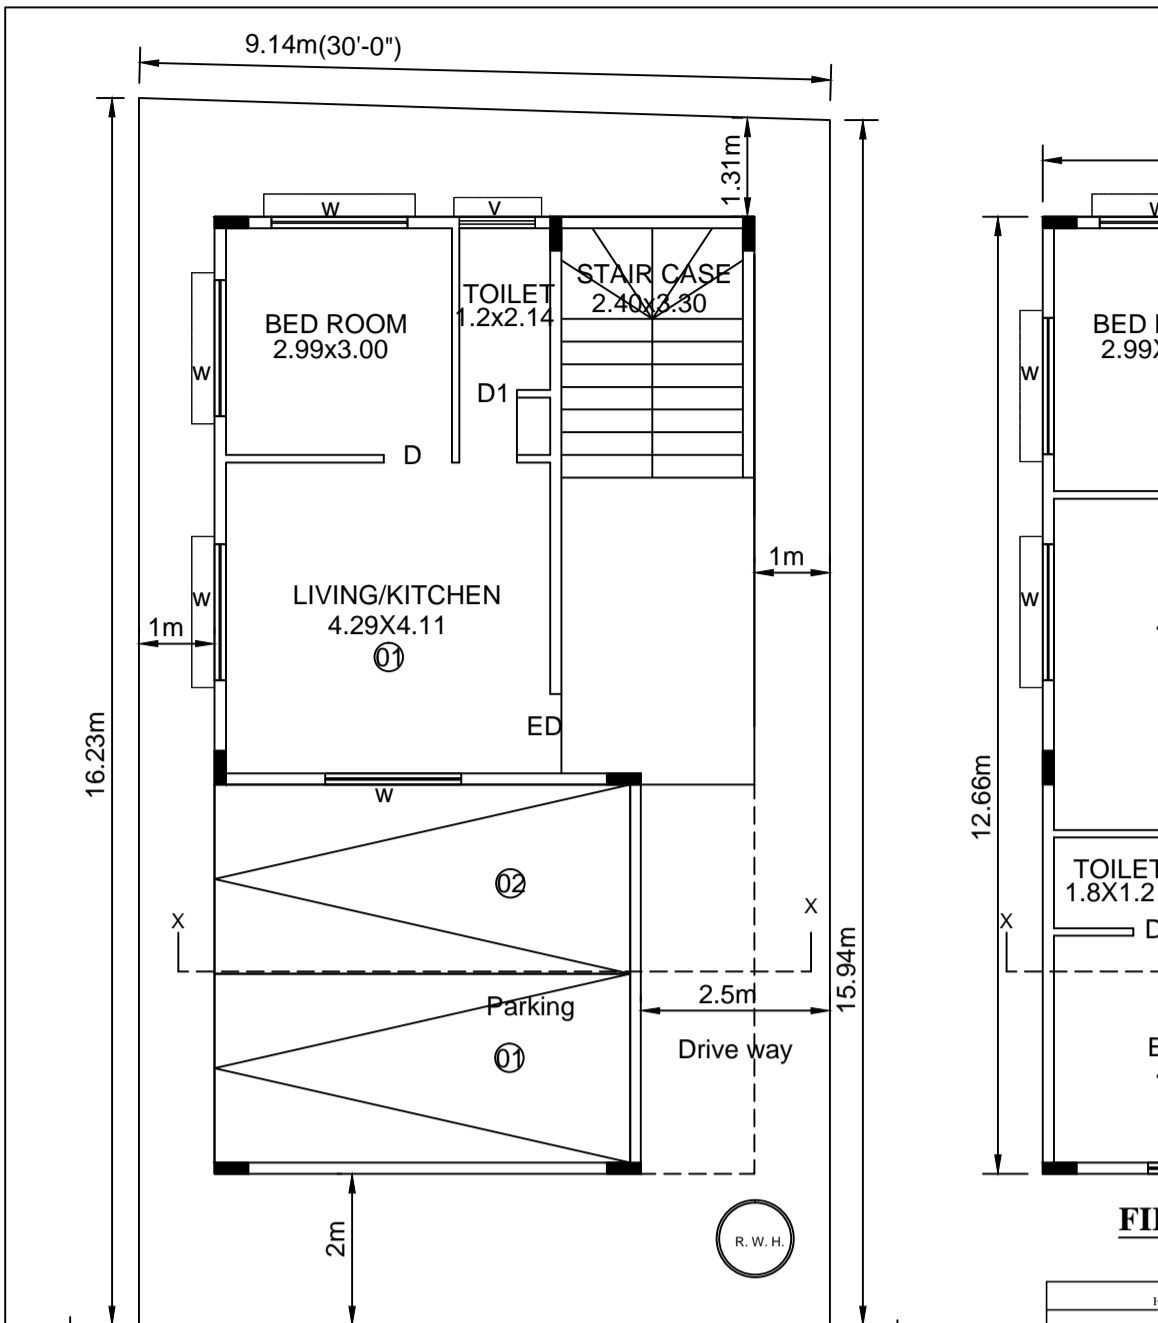 9.14m(30'-0")
1.31m
W
V
W
STAIR CASE
2.40x3.30
TOILET
1.2x2.14
BED ROOM
2.99x3.00
BED
2.99
W
W
D1
D
1m
LIVING/KITCHEN
4.29X4.11
01
W
W
1m
ED
16.23m
12.66m
W
02
TOILET
1.8X1.2
X
X
X
D
15.94m
2.5m
Parking
01
Drive way
2m
R. W. H.